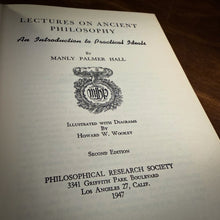 LECTURES ON ANCIENT
PHILOSOPHY
An Introduction to Practical Ideals
By
MANLY PALMER HALL
Illustrated with Diagrams
By
Howard W. Wookey
Second Edition
PHILOSOPHICAL RESEARCH SOCIETY
3341 Griffith Park Boulevard
Los Angeles 27, Calif.
1947